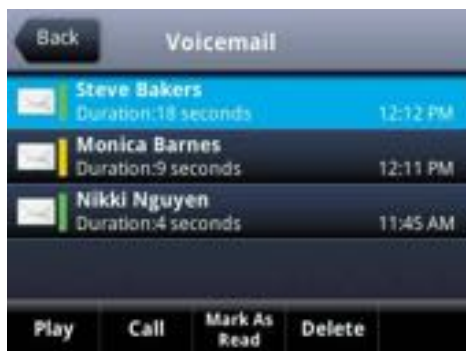 Back
Voicemail
Steve Bakers
Duration:18 seconds 12:12 PM
Monica Barnes
Duration:9 seconds 12:11 PM
Nikki Nguyen
Duration:4 seconds 11:45 AM
Play Call Mark As Read Delete